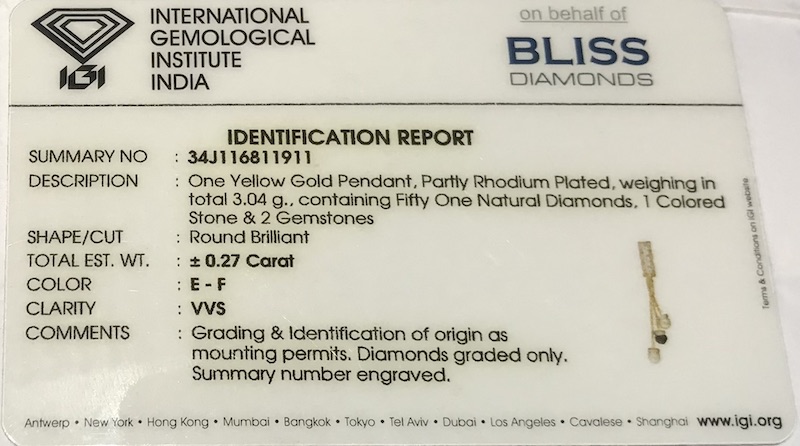 IGI
INTERNATIONAL
GEMOLOGICAL
INSTITUTE
INDIA
on behalf of
BLISS
DIAMONDS
IDENTIFICATION REPORT
SUMMARY NO : 34J116811911
DESCRIPTION : One Yellow Gold Pendant, Partly Rhodium Plated, weighing in
total 3.04 g., containing Fifty One Natural Diamonds, 1 Colored
Stone & 2 Gemstones
SHAPE/CUT : Round Brilliant
TOTAL EST. WT. : ± 0.27 Carat
COLOR : E - F
CLARITY : VVS
COMMENTS : Grading & Identification of origin as
mounting permits. Diamonds graded only.
Summary number engraved.
Terms & Conditions on IGI website
Antwerp • New York • Hong Kong • Mumbai • Bangkok • Tokyo • Tel Aviv • Dubai • Los Angeles • Cavalese • Shanghai www.igi.org